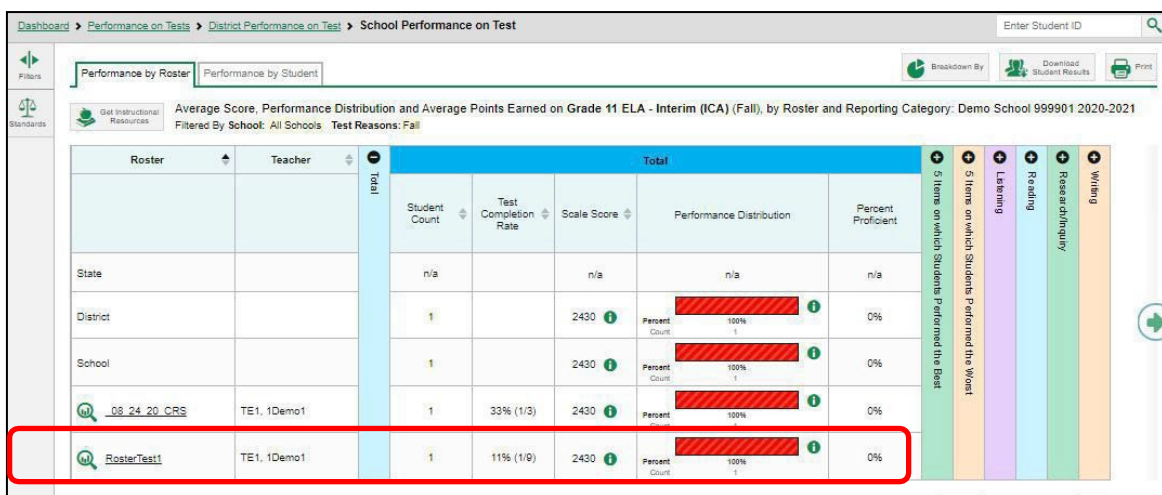 Dashboard > Performance on Tests > District Performance on Test > School Performance on Test
Enter Student ID
Filters
Standards
Performance by Roster
Performance by Student
Breakdown By
Download Student Results
Print
Get Instructional Resources
Average Score, Performance Distribution and Average Points Earned on Grade 11 ELA - Interim (ICA) (Fall), by Roster and Reporting Category: Demo School 999901 2020-2021
Filtered By School: All Schools Test Reasons: Fall
Roster Teacher Total Total
Student Count Test Completion Rate Scale Score Performance Distribution Percent Proficient
5 Items on which Students Performed the Best
5 Items on which Students Performed the Worst
Listening
Reading
Research/Inquiry
Writing
State n/a n/a n/a n/a
District 1 2430 Percent 100% 0%
Count 1
School 1 2430 Percent 100% 0%
Count 1
_08_24_20_CRS TE1, 1Demo1 1 33% (1/3) 2430 Percent 100% 0%
Count 1
RosterTest1 TE1, 1Demo1 1 11% (1/9) 2430 Percent 100% 0%
Count 1